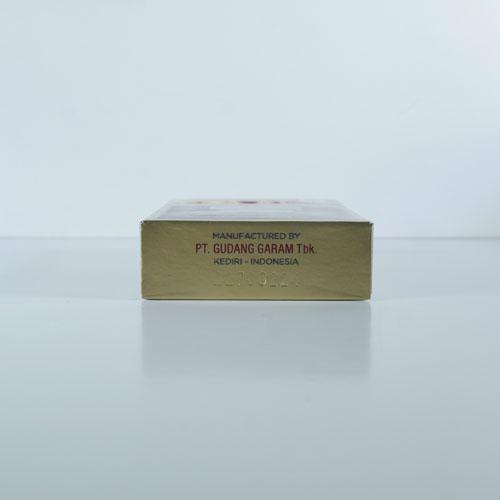 MANUFACTURED BY
PT. GUDANG GARAM Tbk.
KEDIRI - INDONESIA